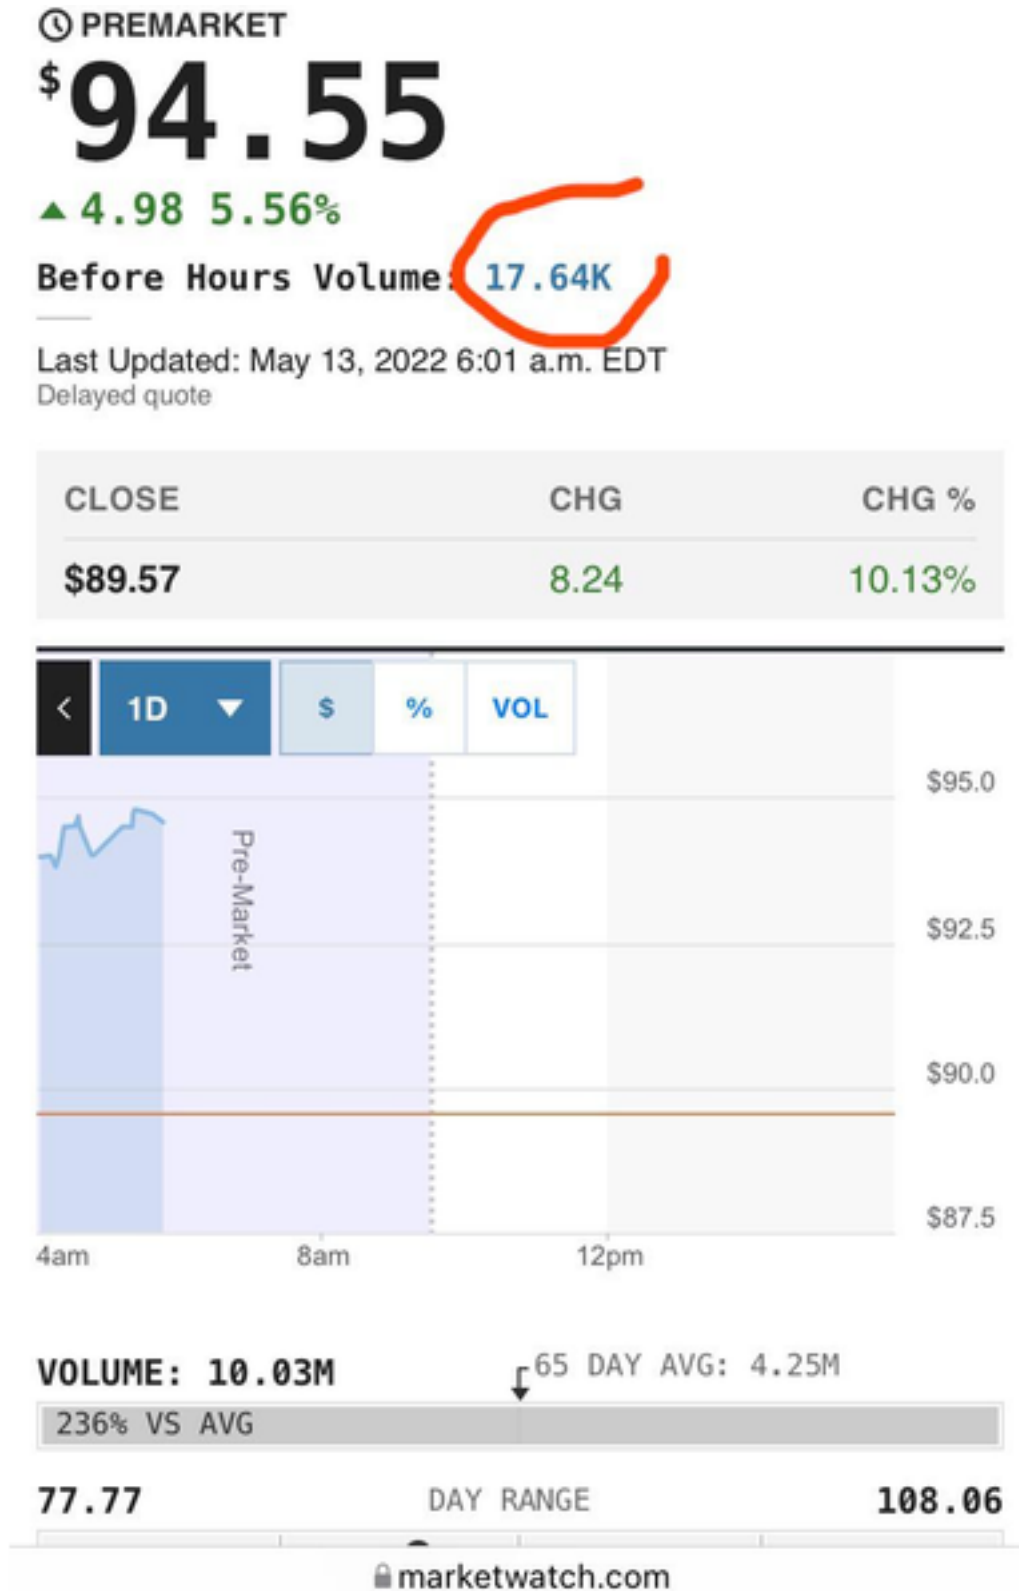 PREMARKET
$94.55
▲ 4.98 5.56%
Before Hours Volume: 17.64K
Last Updated: May 13, 2022 6:01 a.m. EDT
Delayed quote
CLOSE CHG CHG %
$89.57 8.24 10.13%
< 1D ▼ $ % VOL
$95.0
Pre-Market
$92.5
$90.0
$87.5
4am 8am 12pm
VOLUME: 10.03M 65 DAY AVG: 4.25M
236% VS AVG
77.77 DAY RANGE 108.06
marketwatch.com